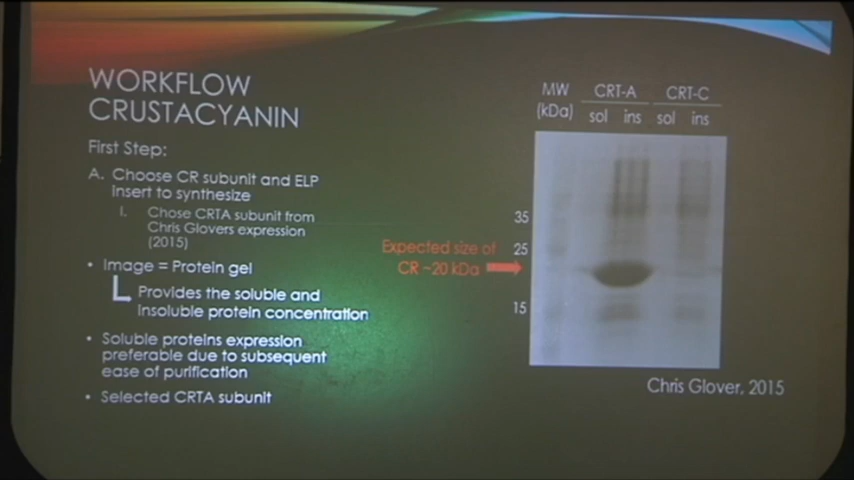 WORKFLOW
CRUSTACYANIN
First Step:
A. Choose CR subunit and ELP
insert to synthesize
I. Chose CRTA subunit from
Chris Glovers expression
(2015)
• Image = Protein gel
Provides the soluble and
insoluble protein concentration
• Soluble proteins expression
preferable due to subsequent
ease of purification
• Selected CRTA subunit
MW
(kDa)
CRT-A CRT-C
sol ins sol ins
35
25
15
Expected size of
CR ~20 kDa
Chris Glover, 2015